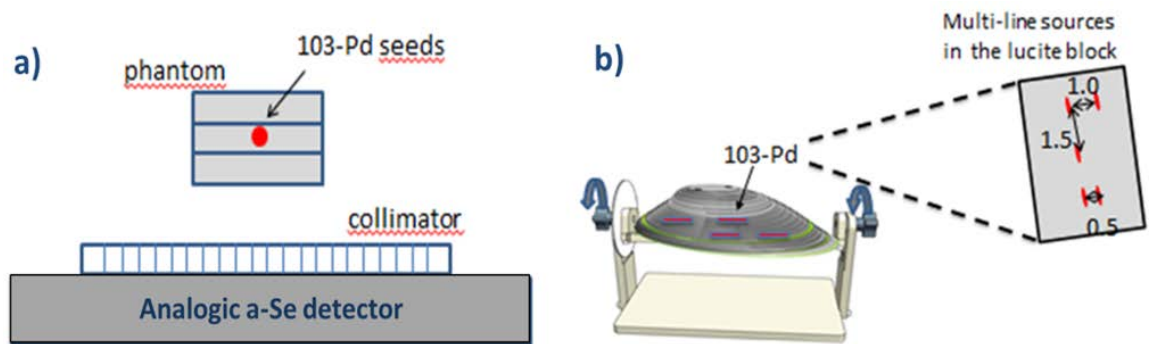 a)
103-Pd seeds
phantom
collimator
Analogic a-Se detector
b)
Multi-line sources
in the lucite block
1.0
1.5
0.5
103-Pd